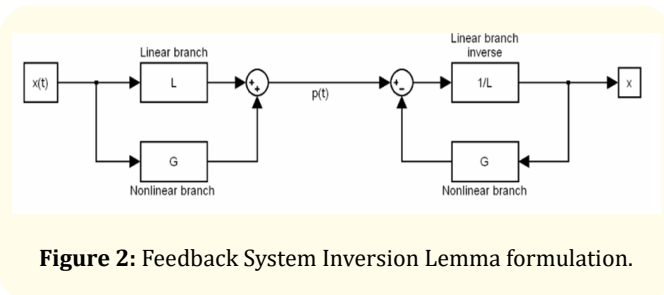 Linear branch
x(t)
L
+
+
G
Nonlinear branch
p(t)
+
-
Linear branch
inverse
1/L
x
G
Nonlinear branch
Figure 2: Feedback System Inversion Lemma formulation.